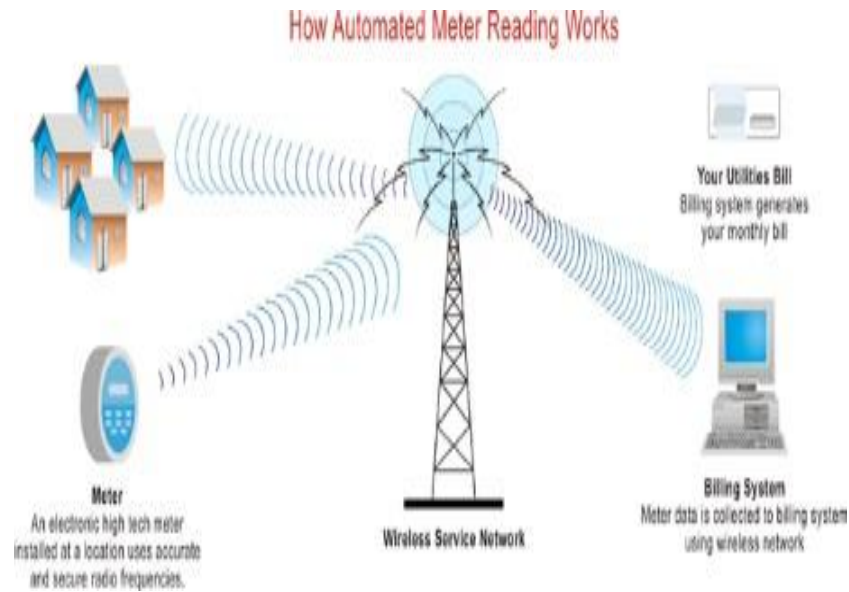 How Automated Meter Reading Works
Your Utilities Bill
Billing system generates
your monthly bill
Meter
An electronic high tech meter
installed at a location uses accurate
and secure radio frequencies.
Wireless Service Network
Billing System
Meter data is collected to billing system
using wireless network